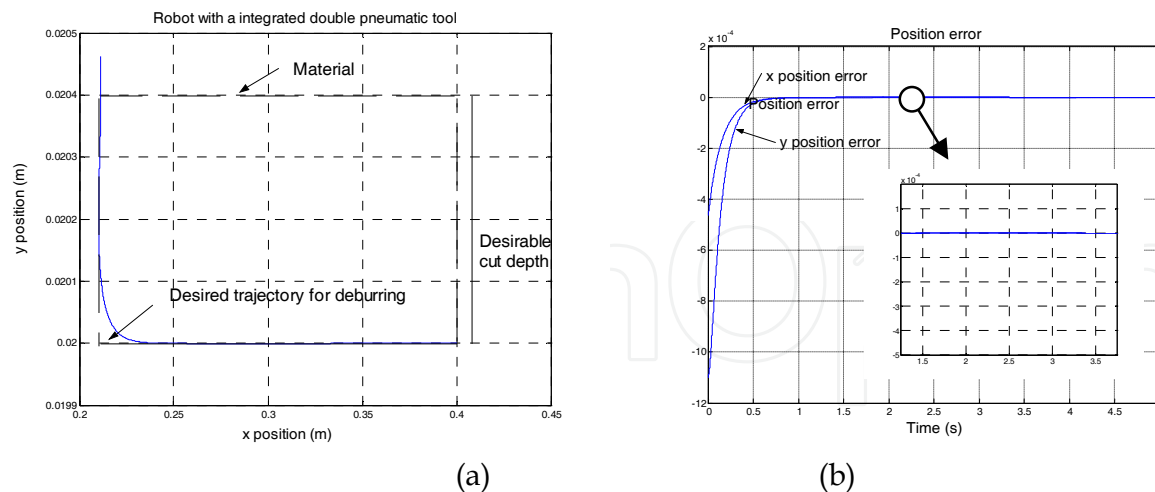 Robot with a integrated double pneumatic tool
0.0205
0.0204
0.0203
0.0202
0.0201
0.02
0.0199
0.2 0.25 0.3 0.35 0.4 0.45
y position (m)
x position (m)
Material
Desirable
cut depth
Desired trajectory for deburring
(a)
Position error
x 10-4
2
0
-2
-4
-6
-8
-10
-12
0 0.5 1 1.5 2 2.5 3 3.5 4 4.5
Time (s)
x position error
Position error
y position error
x 10-4
1
0
-1
-2
-3
-4
-5
1.5 2 2.5 3 3.5
(b)